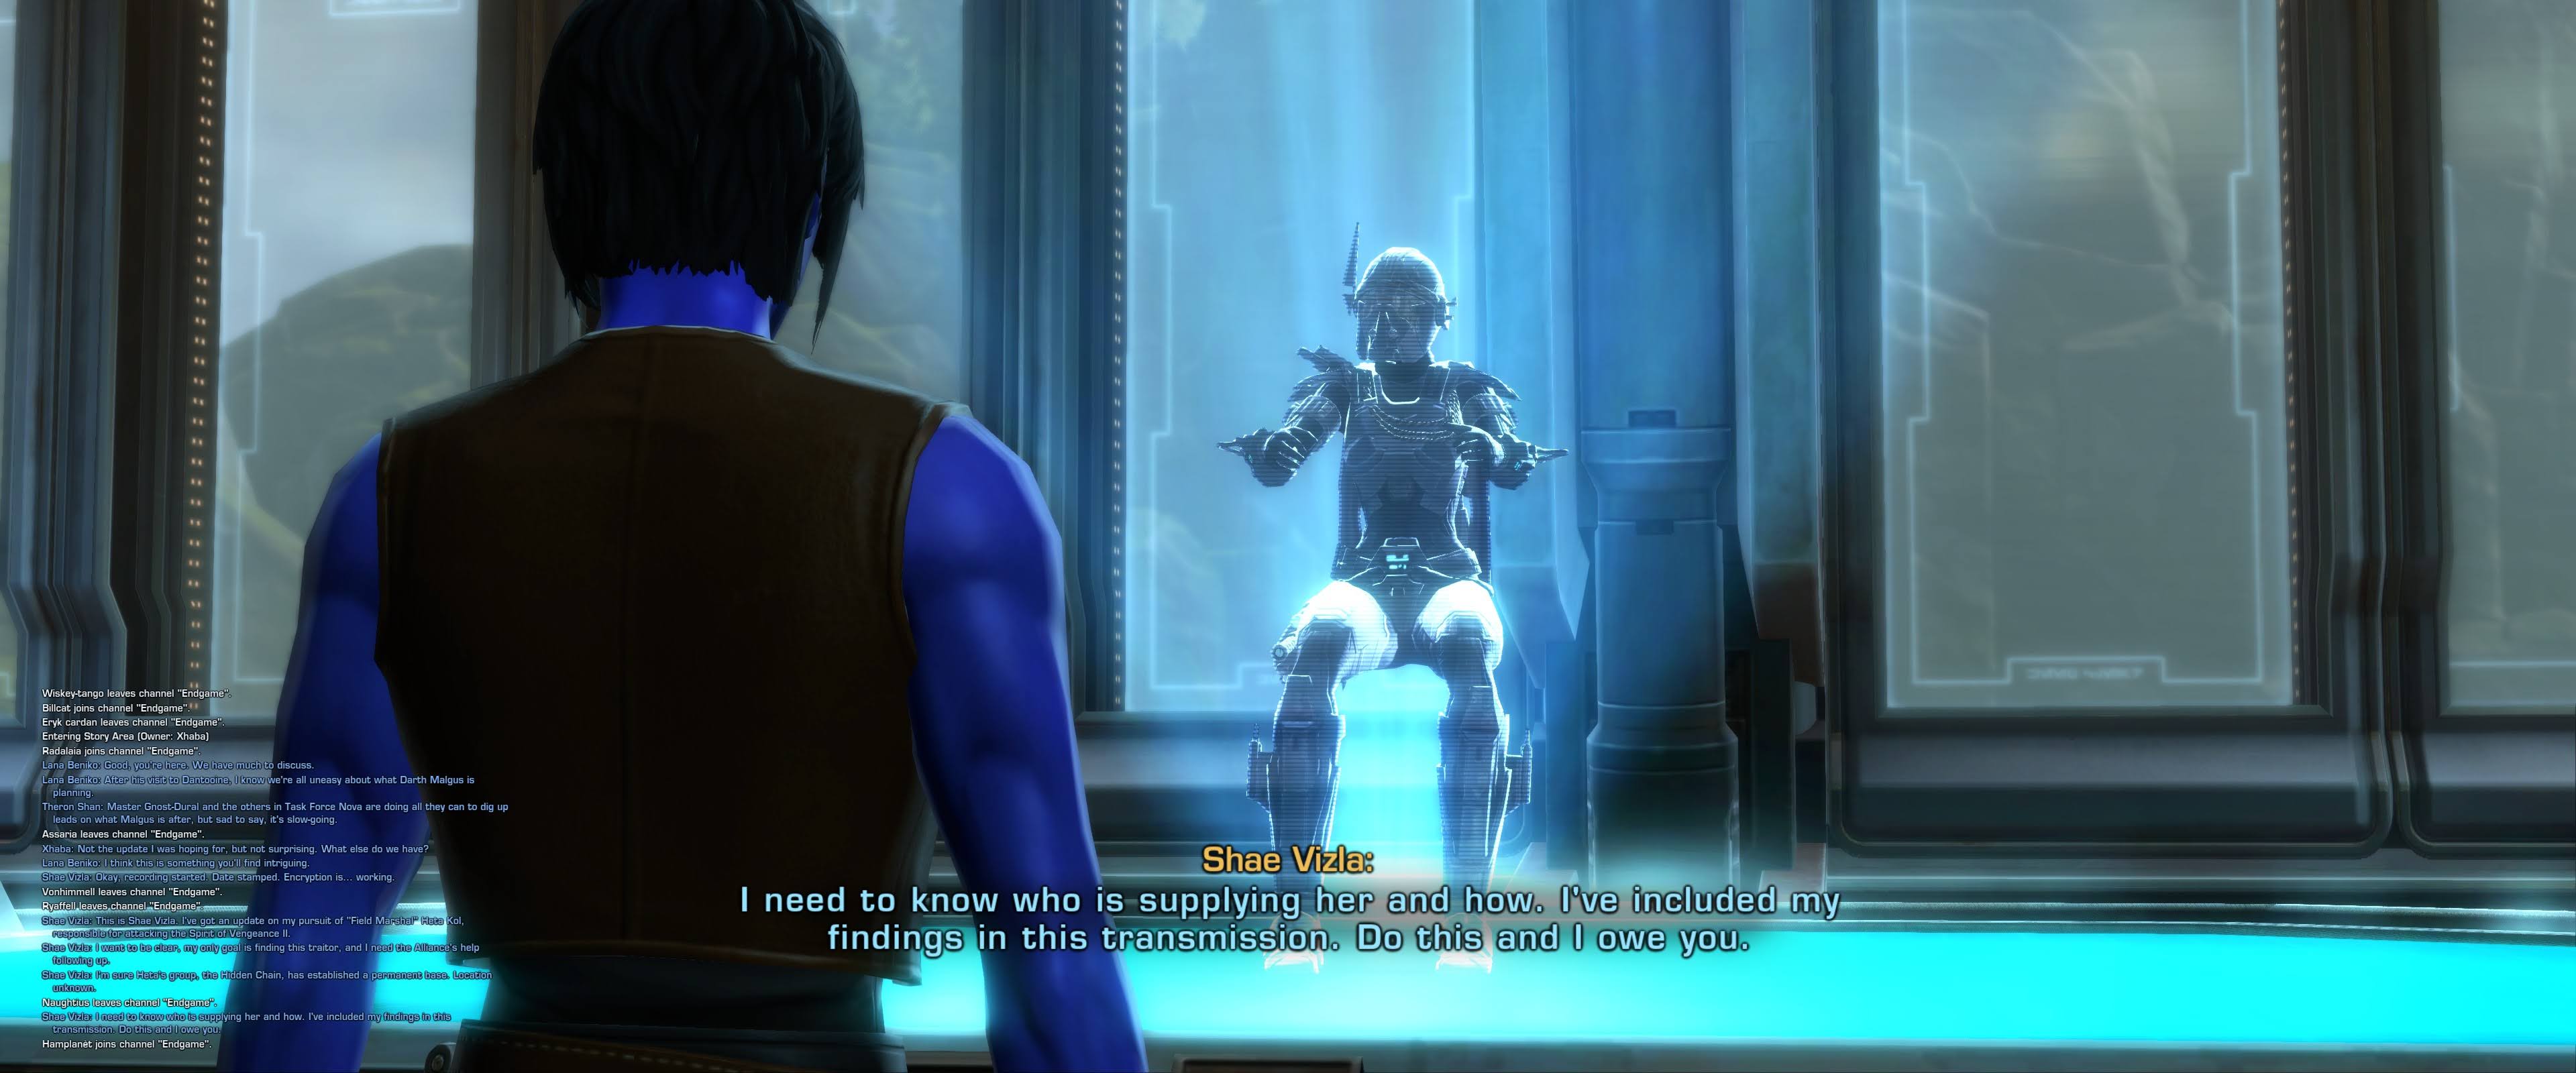 Wiskey-tango leaves channel "Endgame".
Billcat joins channel "Endgame".
Eryk cardan leaves channel "Endgame".
Entering Story Area (Owner: Xhaba)
Radalaia joins channel "Endgame".
Lana Beniko: Good, you're here. We have much to discuss.
Lana Beniko: After his visit to Dantooine, I know we're all uneasy about what Darth Malgus is
planning.
Theron Shan: Master Gnost-Dural and the others in Task Force Nova are doing all they can to dig up
leads on what Malgus is after, but sad to say, it's slow-going.
Assaria leaves channel "Endgame".
Xhaba: Not the update I was hoping for, but not surprising. What else do we have?
Lana Beniko: I think this is something you'll find intriguing.
Shae Vizla: Okay, recording started. Date stamped. Encryption is... working.
Vonhimmell leaves channel "Endgame".
Ryaffell leaves channel "Endgame".
Shae Vizla: This is Shae Vizla. I've got an update on my pursuit of "Field Marshal" Heta Kol,
responsible for attacking the Spirit of Vengeance II.
Shae Vizla: I want to be clear, my only goal is finding this traitor, and I need the Alliance's help
following up.
Shae Vizla: I'm sure Heta's group, the Hidden Chain, has established a permanent base. Location
unknown.
Naughtius leaves channel "Endgame".
Shae Vizla: I need to know who is supplying her and how. I've included my findings in this
transmission. Do this and I owe you.
Hamplanet joins channel "Endgame".
Shae Vizla:
I need to know who is supplying her and how. I've included my
findings in this transmission. Do this and I owe you.